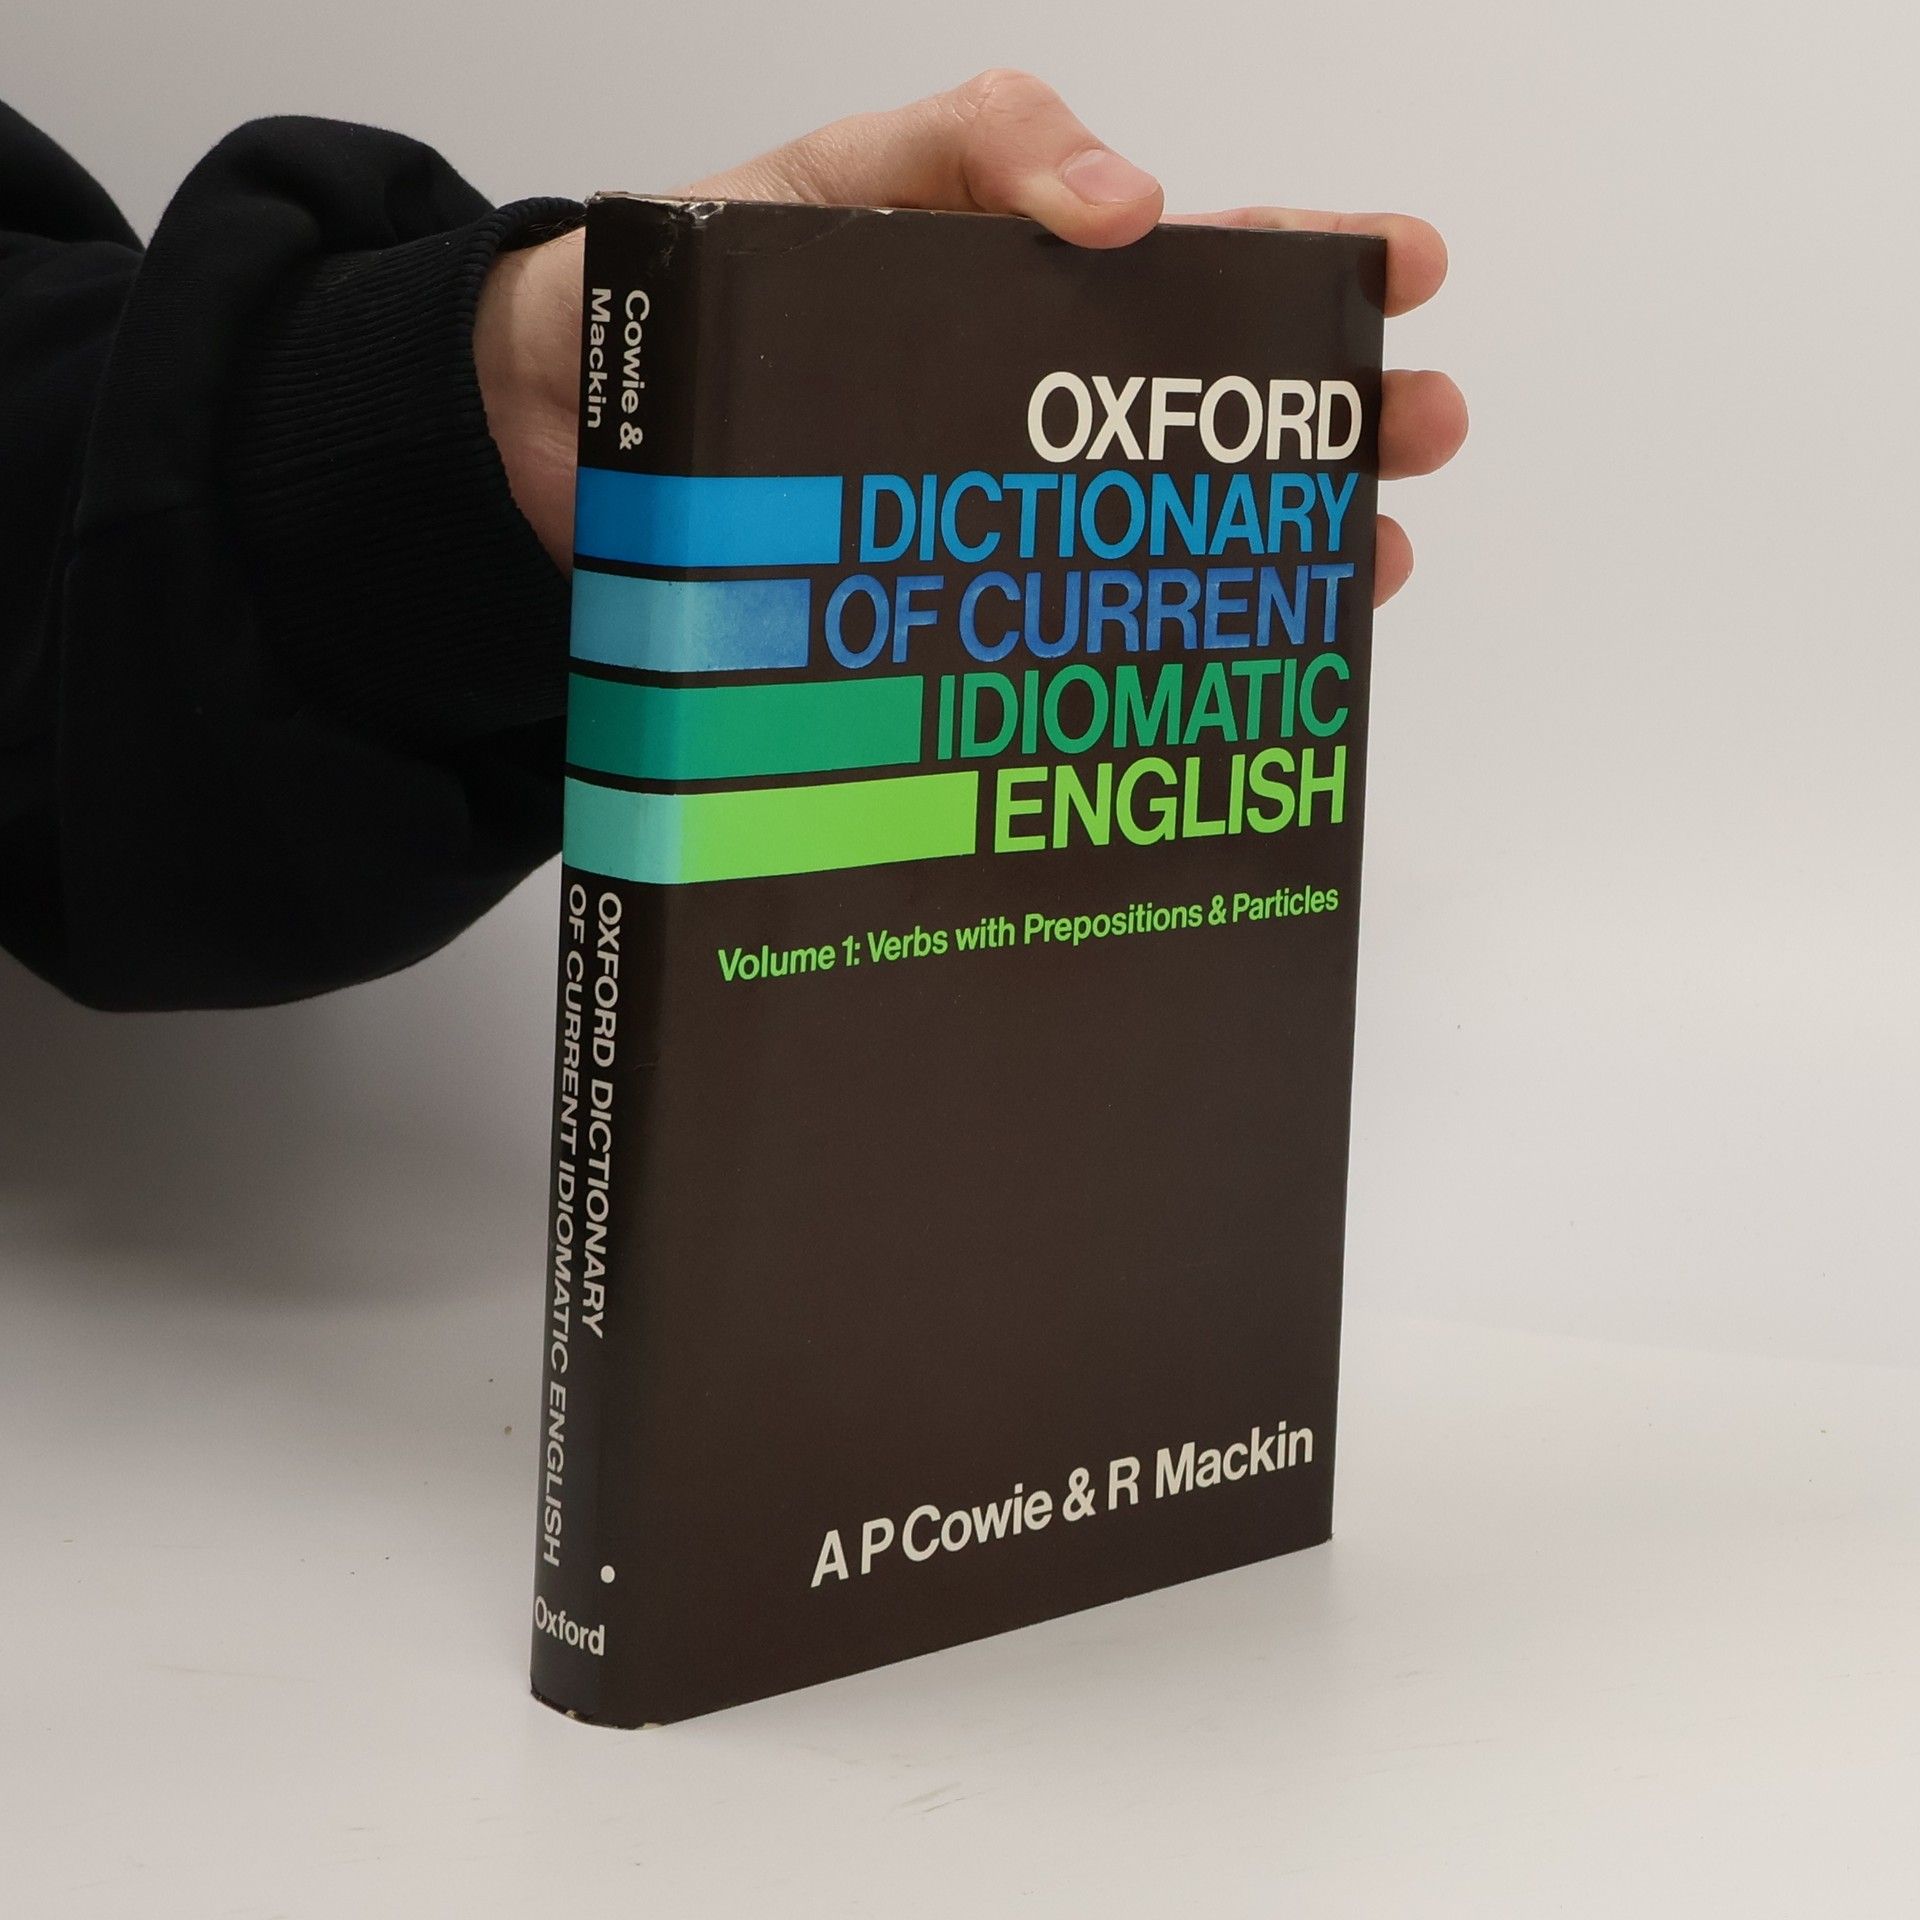 Cowie &
Mackin
OXFORD DICTIONARY
OF CURRENT IDIOMATIC ENGLISH
Oxford
OXFORD
DICTIONARY
OF CURRENT
IDIOMATIC
ENGLISH
Volume 1: Verbs with Prepositions & Particles
A P Cowie & R Mackin